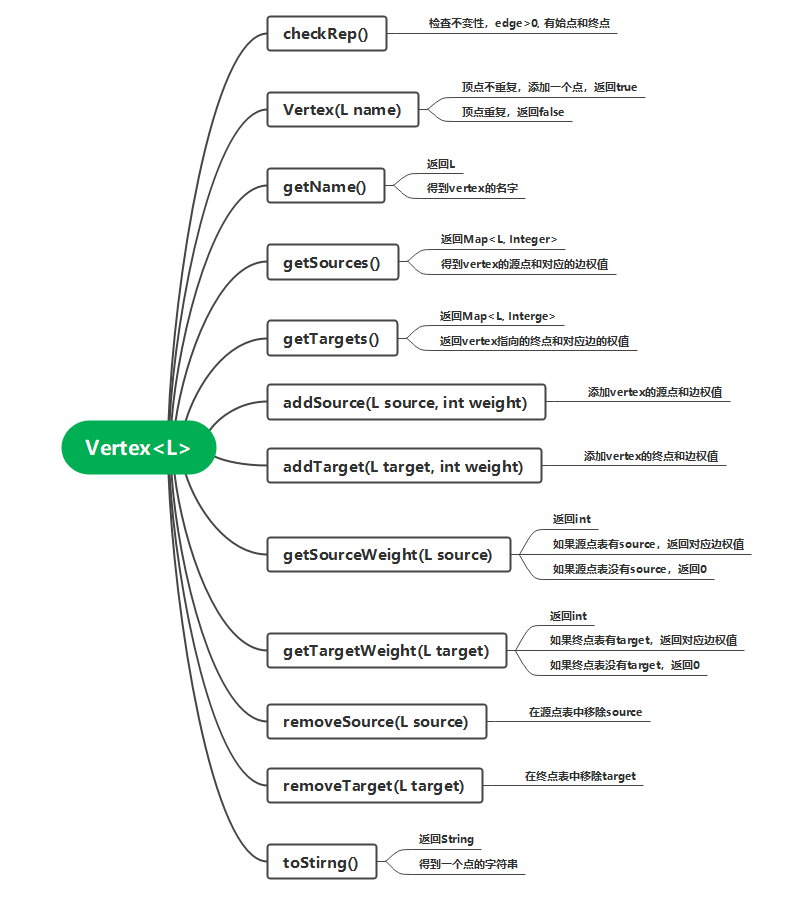 checkRep()
检查不变性，edge>0, 有始点和终点
Vertex(L name)
顶点不重复，添加一个点，返回true
顶点重复，返回false
getName()
返回L
得到vertex的名字
getSources()
返回Map<L, Integer>
得到vertex的源点和对应的边权值
getTargets()
返回Map<L, Interge>
返回vertex指向的终点和对应边的权值
addSource(L source, int weight)
添加vertex的源点和边权值
Vertex<L>
addTarget(L target, int weight)
添加vertex的终点和边权值
getSourceWeight(L source)
返回int
如果源点表有source，返回对应边权值
如果源点表没有source，返回0
getTargetWeight(L target)
返回int
如果终点表有target，返回对应边权值
如果终点表没有target，返回0
removeSource(L source)
在源点表中移除source
removeTarget(L target)
在终点表中移除target
toStirng()
返回String
得到一个点的字符串